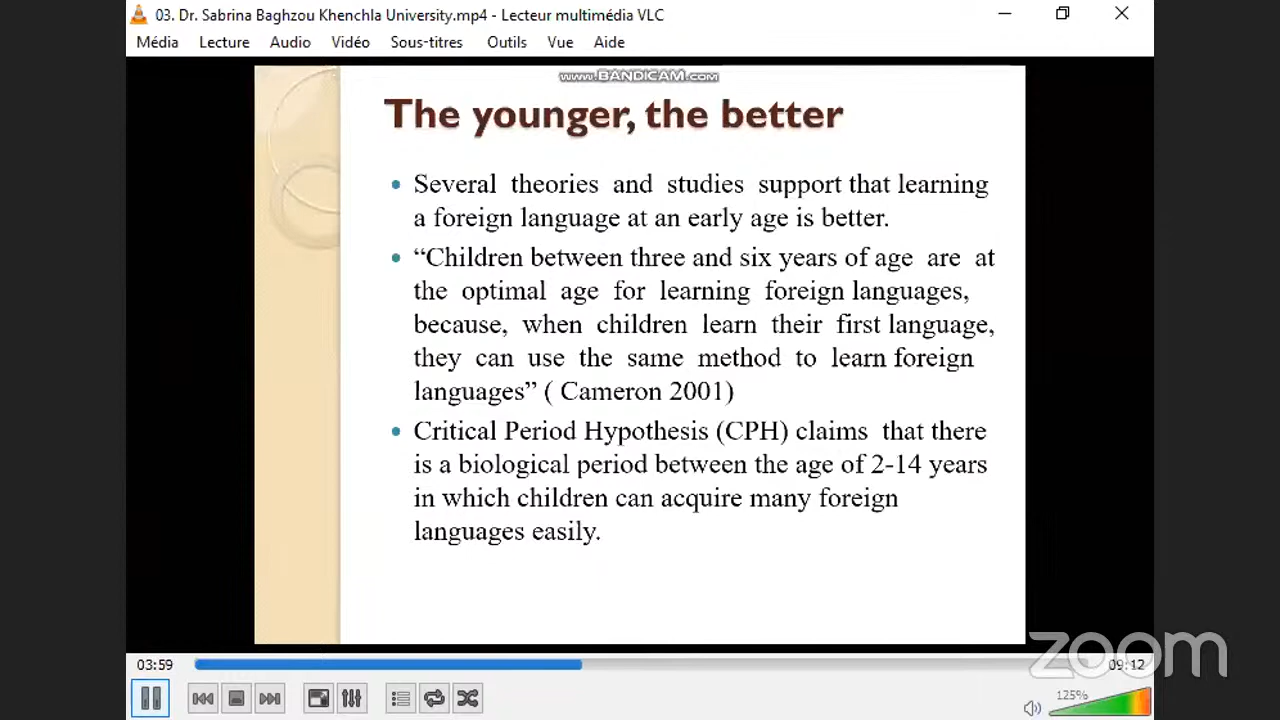 03. Dr. Sabrina Baghzou Khenchla University.mp4 - Lecteur multimédia VLC
Média Lecture Audio Vidéo Sous-titres Outils Vue Aide
www.BANDICAM.com
The younger, the better
• Several theories and studies support that learning
a foreign language at an early age is better.
• “Children between three and six years of age are at
the optimal age for learning foreign languages,
because, when children learn their first language,
they can use the same method to learn foreign
languages” ( Cameron 2001)
• Critical Period Hypothesis (CPH) claims that there
is a biological period between the age of 2-14 years
in which children can acquire many foreign
languages easily.
zoom
03:59 09:12
125%